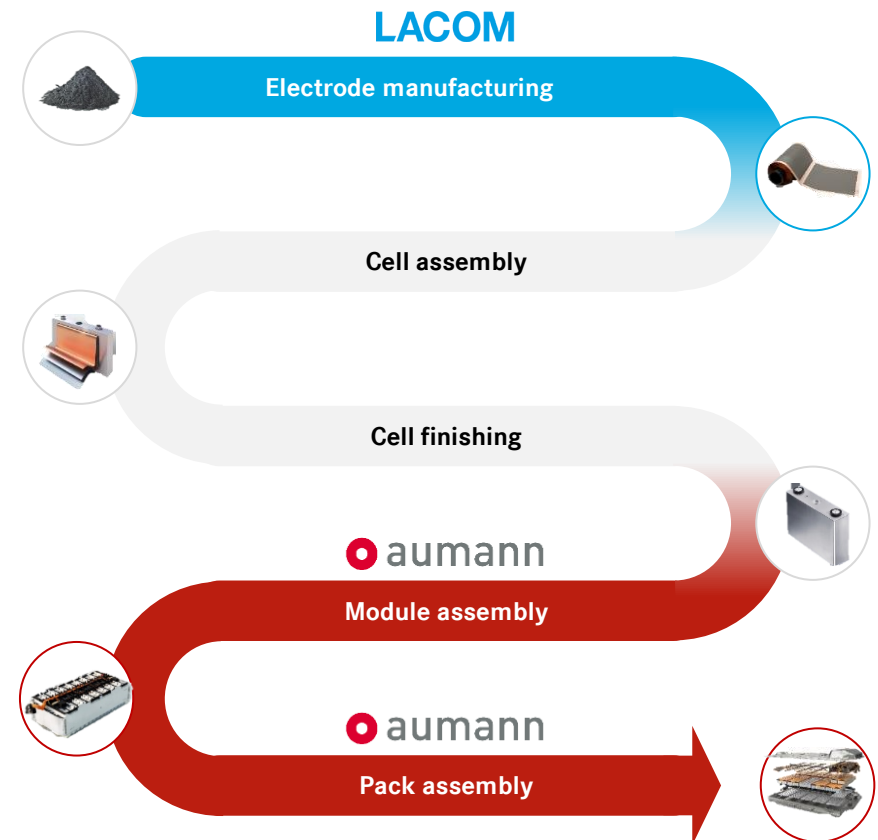 LACOM
Electrode manufacturing
Cell assembly
Cell finishing
aumann
Module assembly
aumann
Pack assembly